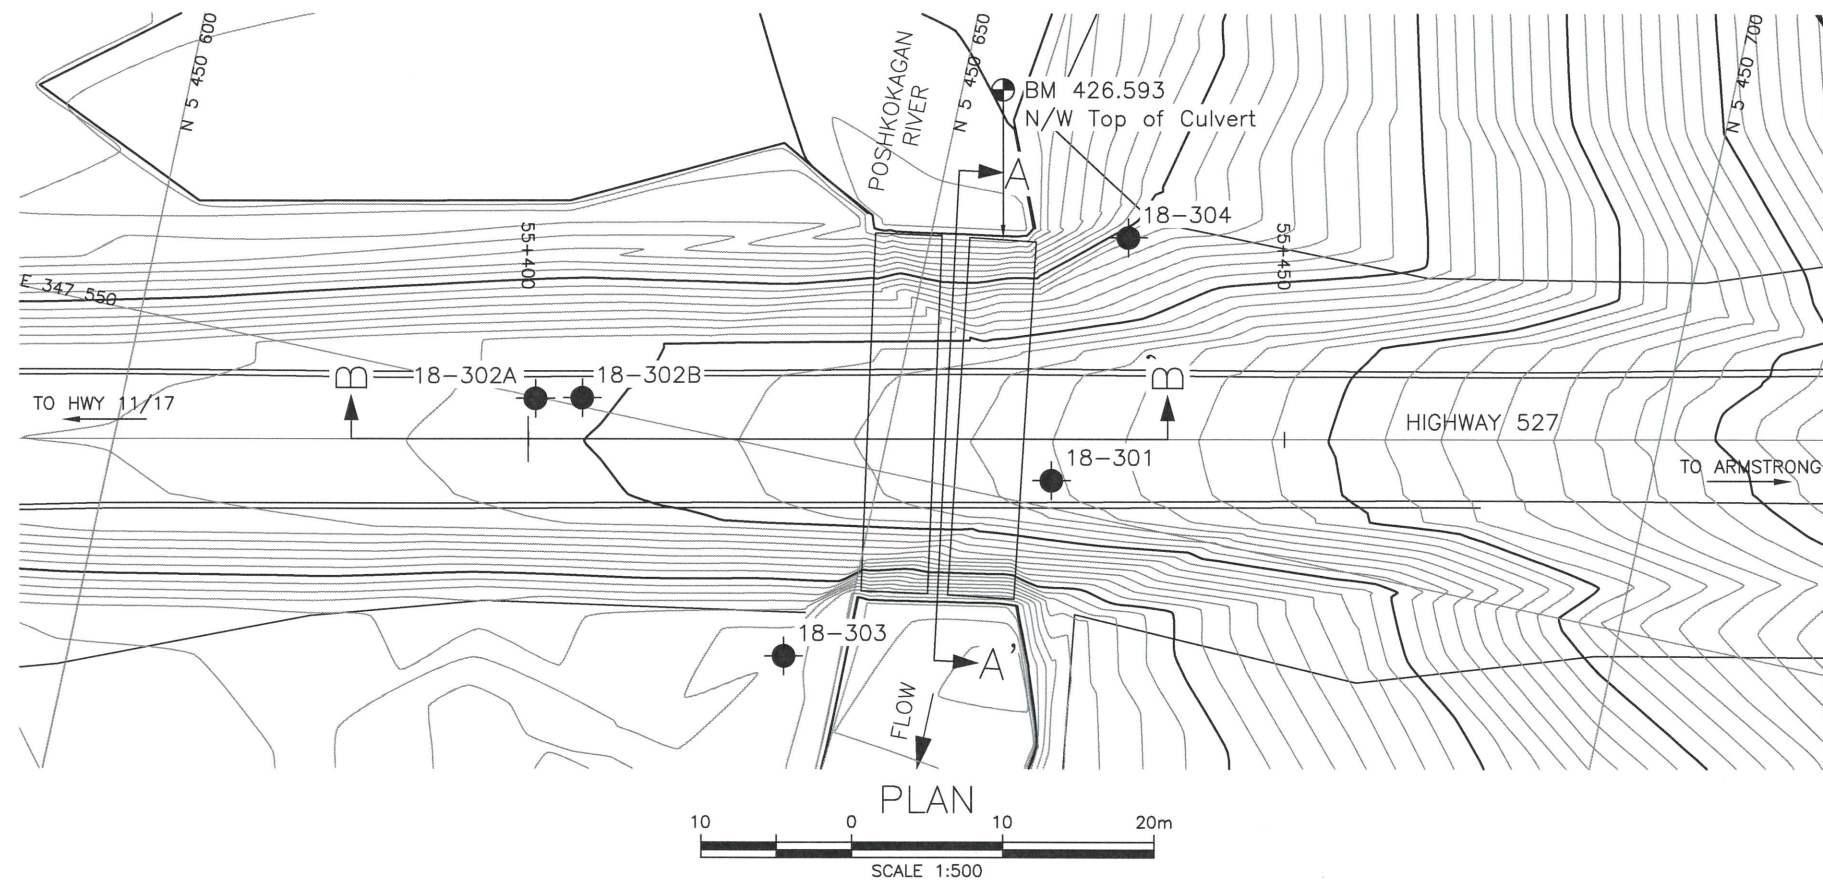 N 5 450 600
POSHKOKAGAN
RIVER
N 5 450 650
BM 426.593
N/W Top of Culvert
N 5 450 700
A
18-304
55+400
55+450
E 347 550
B
18-302A
18-302B
B'
TO HWY 11/17
HIGHWAY 527
18-301
TO ARMSTRONG
18-303
A'
FLOW
PLAN
10 0 10 20m
SCALE 1:500